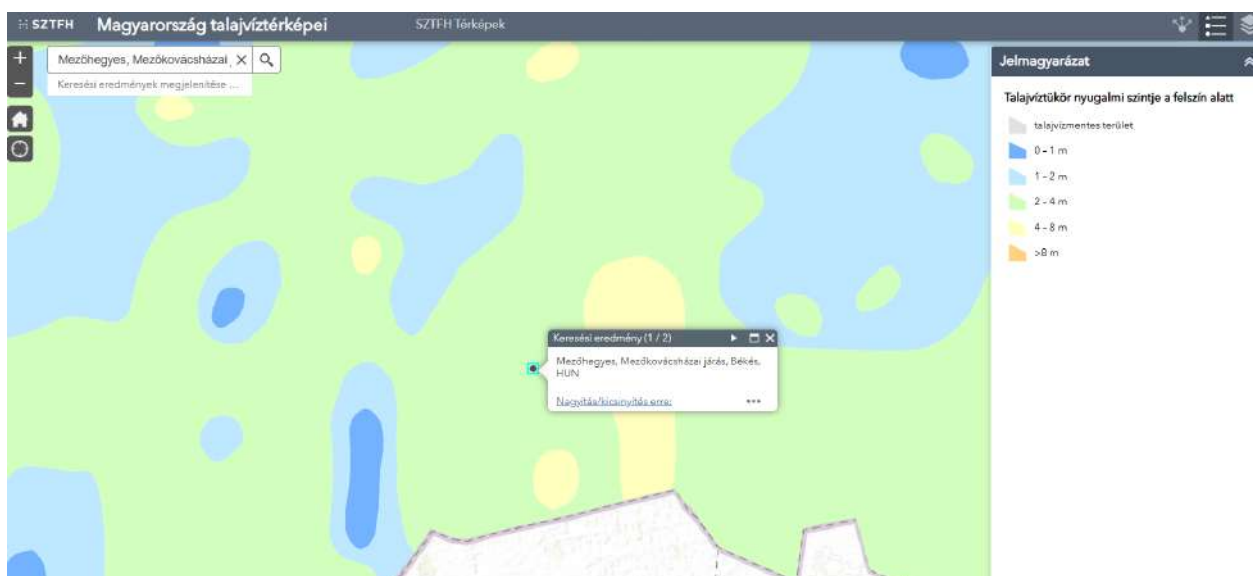 SZTFH
Magyarország talajvíztérképei
SZTFH Térképek
+
Mezőhegyes, Mezőkovácsházai
Keresési eredmények megjelenítése ...
−
Jelmagyarázat
Talajvíztükör nyugalmi szintje a felszín alatt
talajvízmentes terület
0 – 1 m
1 – 2 m
2 – 4 m
4 – 8 m
>8 m
Keresési eredmény (1 / 2)
Mezőhegyes, Mezőkovácsházai járás, Békés,
HUN
Nagyítás/kicsinyítés erre:
•••